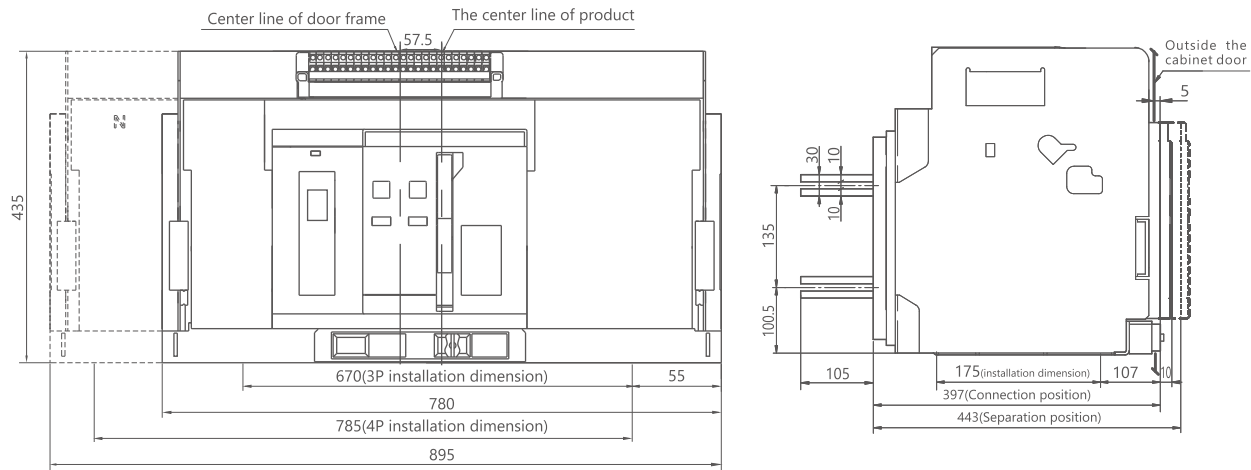 Center line of door frame
The center line of product
57.5
435
670(3P installation dimension)
55
780
785(4P installation dimension)
895
Outside the
cabinet door
5
30
10
10
135
100.5
105
175(installation dimension)
107
10
397(Connection position)
443(Separation position)